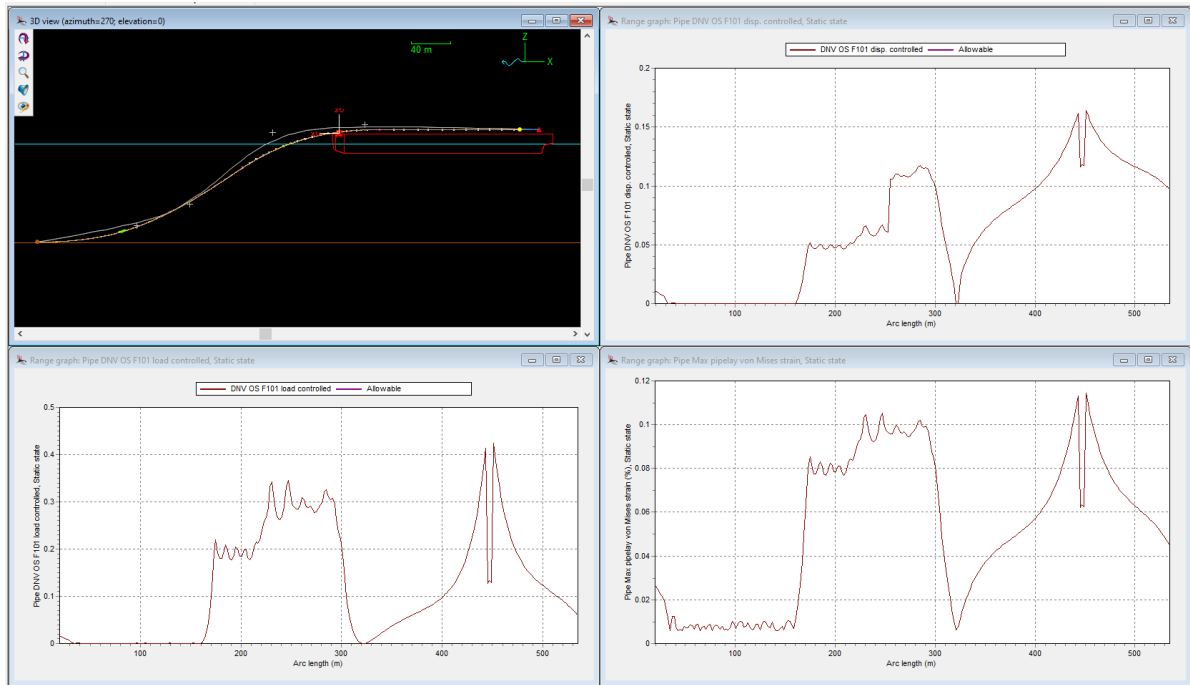 3D view (azimuth=270; elevation=0)
40 m
Z
X
Range graph: Pipe DNV OS F101 disp. controlled, Static state
DNV OS F101 disp. controlled
Allowable
Pipe DNV OS F101 disp. controlled, Static state
0.2
0.15
0.1
0.05
0
100
200
300
400
500
Arc length (m)
Range graph: Pipe DNV OS F101 load controlled, Static state
DNV OS F101 load controlled
Allowable
Pipe DNV OS F101 load controlled, Static state
0.5
0.4
0.3
0.2
0.1
0
100
200
300
400
500
Arc length (m)
Range graph: Pipe Max pipelay von Mises strain, Static state
Pipe Max pipelay von Mises strain (%), Static state
0.12
0.1
0.08
0.06
0.04
0.02
0
100
200
300
400
500
Arc length (m)